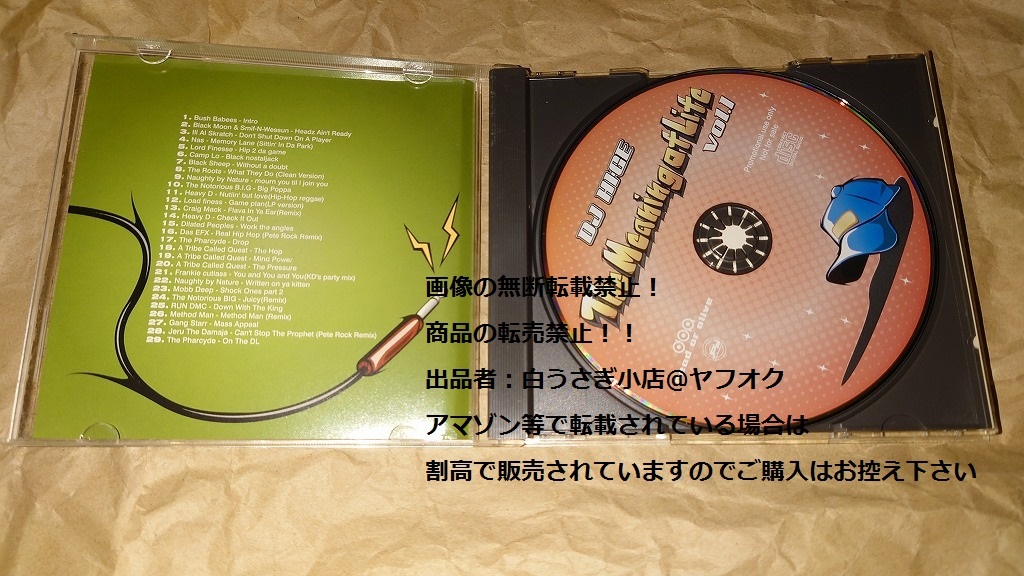 1. Bush Babees - Intro
2. Black Moon & Smif-N-Wessun - Headz Ain't Ready
3. Ill Al Skratch - Don't Shut Down On A Player
4. Nas - Memory Lane (Sittin' In Da Park)
5. Lord Finesse - Hip 2 da game
6. Camp Lo - Black nostaljack
7. Black Sheep - Without a doubt
8. The Roots - What They Do (Clean Version)
9. Naughty by Nature - mourn you til I join you
10. The Notorious B.I.G - Big Poppa
11. Heavy D - Nuttin' but love(Hip-Hop reggae)
12. Load finess - Game plan(LP version)
13. Craig Mack - Flava In Ya Ear(Remix)
14. Heavy D - Check It Out
15. Dilated Peoples - Work the angles
16. Das EFX - Real Hip Hop (Pete Rock Remix)
17. The Pharcyde - Drop
18. A Tribe Called Quest - The Hop
19. A Tribe Called Quest - Mind Power
20. A Tribe Called Quest - The Pressure
21. Frankie cutlass - You and You and You(KD's party mix)
22. Naughty by Nature - Written on ya kitten
23. Mobb Deep - Shock Ones part 2
24. The Notorious BIG - Juicy(Remix)
25. RUN DMC - Down With The King
26. Method Man - Method Man (Remix)
27. Gang Starr - Mass Appeal
28. Jeru The Damaja - Can't Stop The Prophet (Pete Rock Remix)
29. The Pharcyde - On The DL
DJ HICE
The Meaning of Life
Vol.1
Promotional use only
Not for sale
画像の無断転載禁止！
商品の転売禁止！！
出品者：白うさぎ小店@ヤフオク
アマゾン等で転載されている場合は
割高で販売されていますのでご購入はお控え下さい